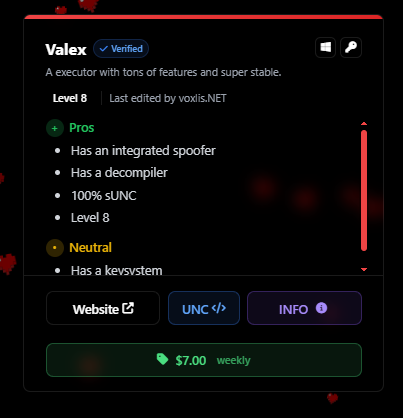 Valex Verified
A executor with tons of features and super stable.
Level 8 Last edited by voxlis.NET
+ Pros
• Has an integrated spoofer
• Has a decompiler
• 100% sUNC
• Level 8
• Neutral
• Has a keysystem
Website UNC </> INFO
$7.00 weekly